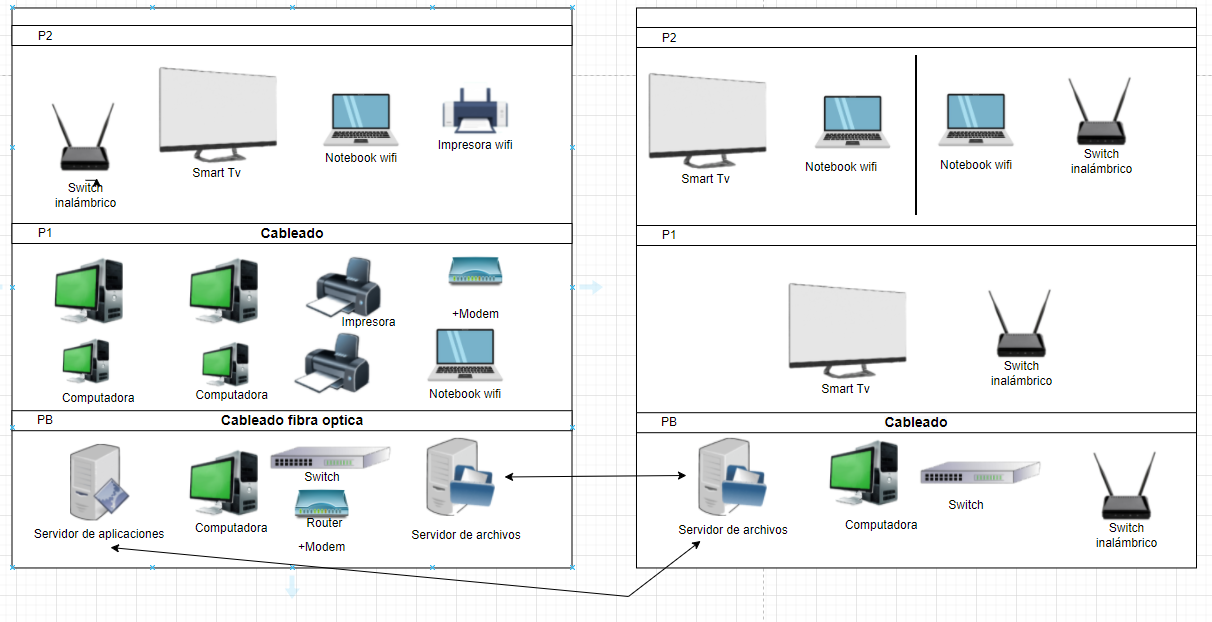 P2
Switch
inalámbrico
Smart Tv
Notebook wifi
Impresora wifi
P1
Cableado
Impresora
+Modem
Computadora
Computadora
Notebook wifi
PB
Cableado fibra optica
Servidor de aplicaciones
Computadora
Switch
Router
+Modem
Servidor de archivos
P2
Smart Tv
Notebook wifi
Notebook wifi
Switch
inalámbrico
P1
Smart Tv
Switch
inalámbrico
PB
Cableado
Servidor de archivos
Computadora
Switch
Switch
inalámbrico